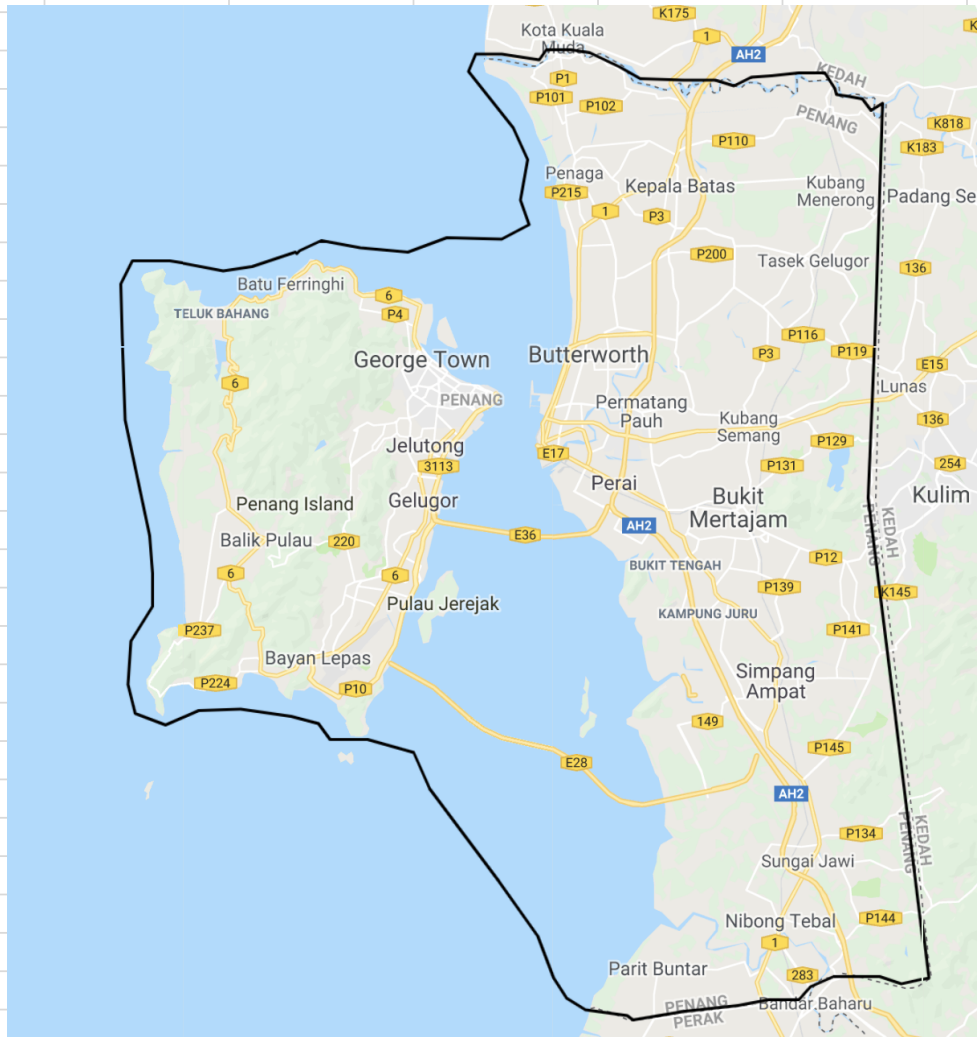 K175
Kota Kuala
Muda
1
AH2
K
KEDAH
P1
P101
P102
PENANG
K818
P110
K183
Penaga
P215
Kepala Batas
Kubang
Menerong
Padang Se
1
P3
P200
Tasek Gelugor
136
Batu Ferringhi
6
P4
TELUK BAHANG
P116
P3
P119
George Town
Butterworth
E15
6
Lunas
PENANG
Permatang
Pauh
Kubang
Semang
136
P129
Jelutong
E17
3113
P131
254
Perai
Penang Island
Gelugor
Bukit
Mertajam
Kulim
AH2
E36
Balik Pulau
220
KEDAH
PENANG
P12
BUKIT TENGAH
6
6
P139
K145
Pulau Jerejak
KAMPUNG JURU
P237
P141
Bayan Lepas
Simpang
Ampat
P224
P10
149
P145
E28
AH2
P134
KEDAH
PENANG
Sungai Jawi
Nibong Tebal
P144
1
Parit Buntar
283
PENANG
PERAK
Bandar Baharu